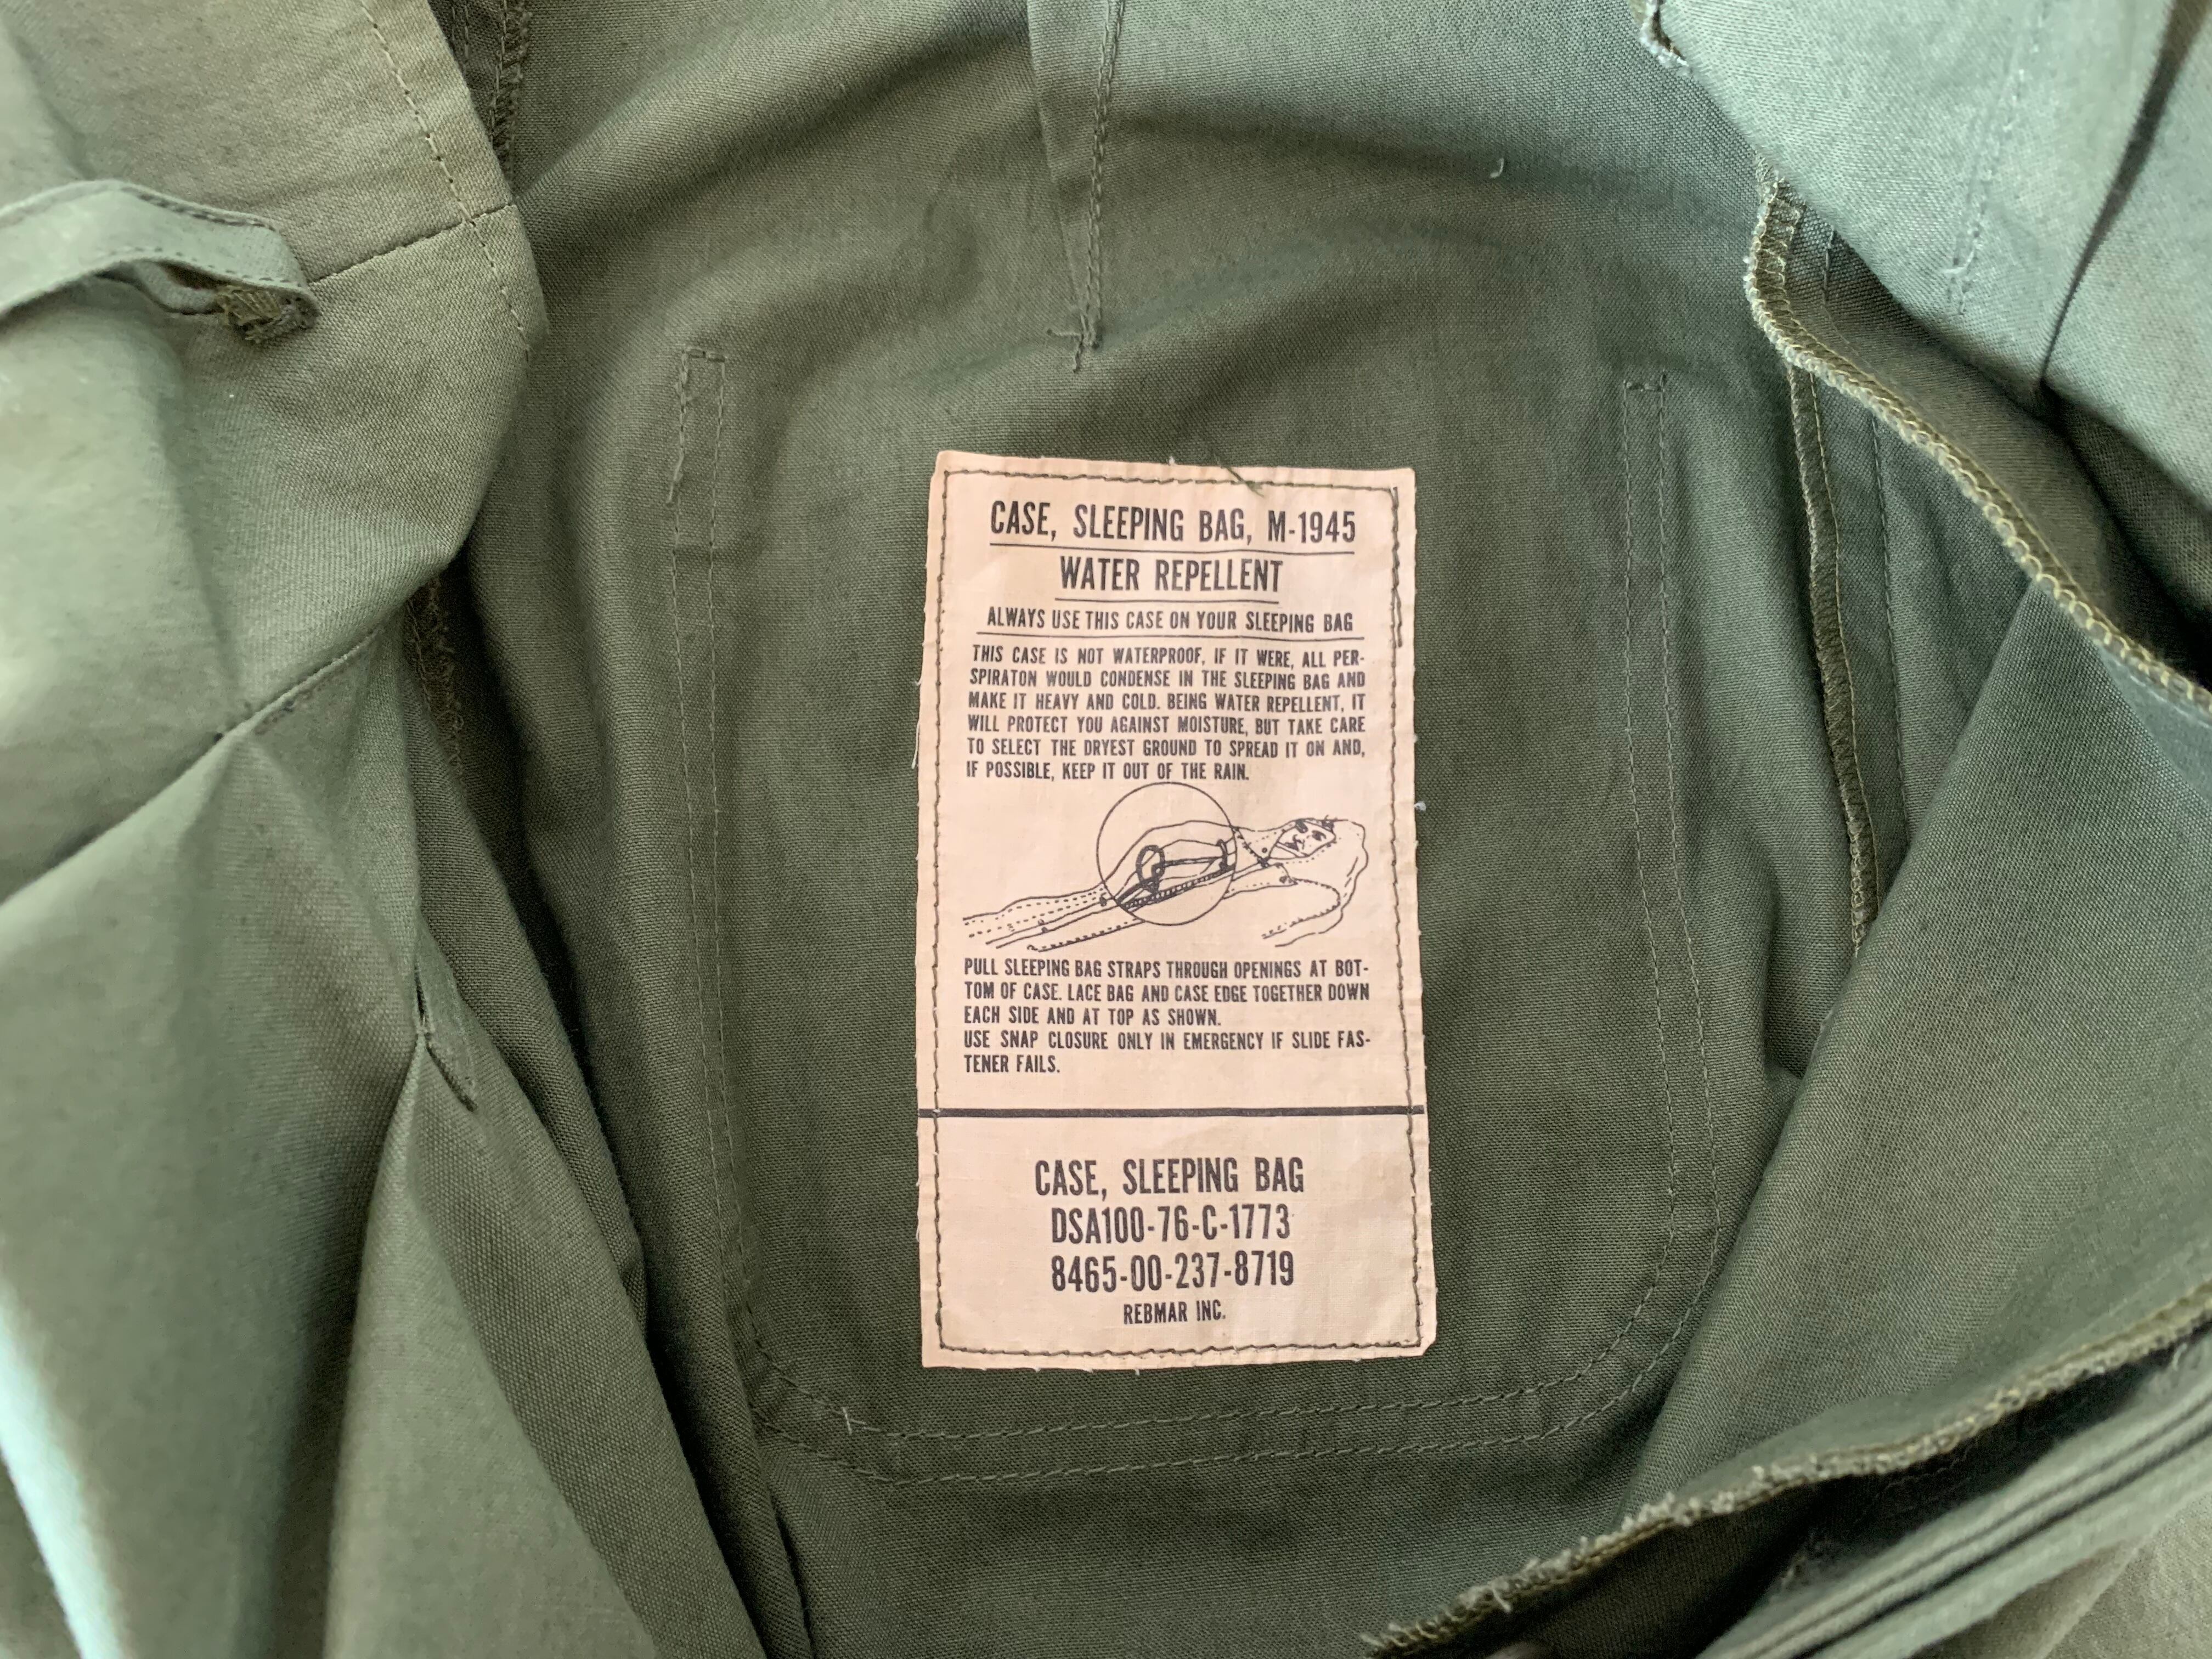 CASE, SLEEPING BAG, M-1945
WATER REPELLENT
ALWAYS USE THIS CASE ON YOUR SLEEPING BAG
THIS CASE IS NOT WATERPROOF, IF IT WERE, ALL PER-
SPIRATON WOULD CONDENSE IN THE SLEEPING BAG AND
MAKE IT HEAVY AND COLD. BEING WATER REPELLENT, IT
WILL PROTECT YOU AGAINST MOISTURE, BUT TAKE CARE
TO SELECT THE DRYEST GROUND TO SPREAD IT ON AND,
IF POSSIBLE, KEEP IT OUT OF THE RAIN.
PULL SLEEPING BAG STRAPS THROUGH OPENINGS AT BOT-
TOM OF CASE. LACE BAG AND CASE EDGE TOGETHER DOWN
EACH SIDE AND AT TOP AS SHOWN.
USE SNAP CLOSURE ONLY IN EMERGENCY IF SLIDE FAS-
TENER FAILS.
CASE, SLEEPING BAG
DSA100-76-C-1773
8465-00-237-8719
REBMAR INC.